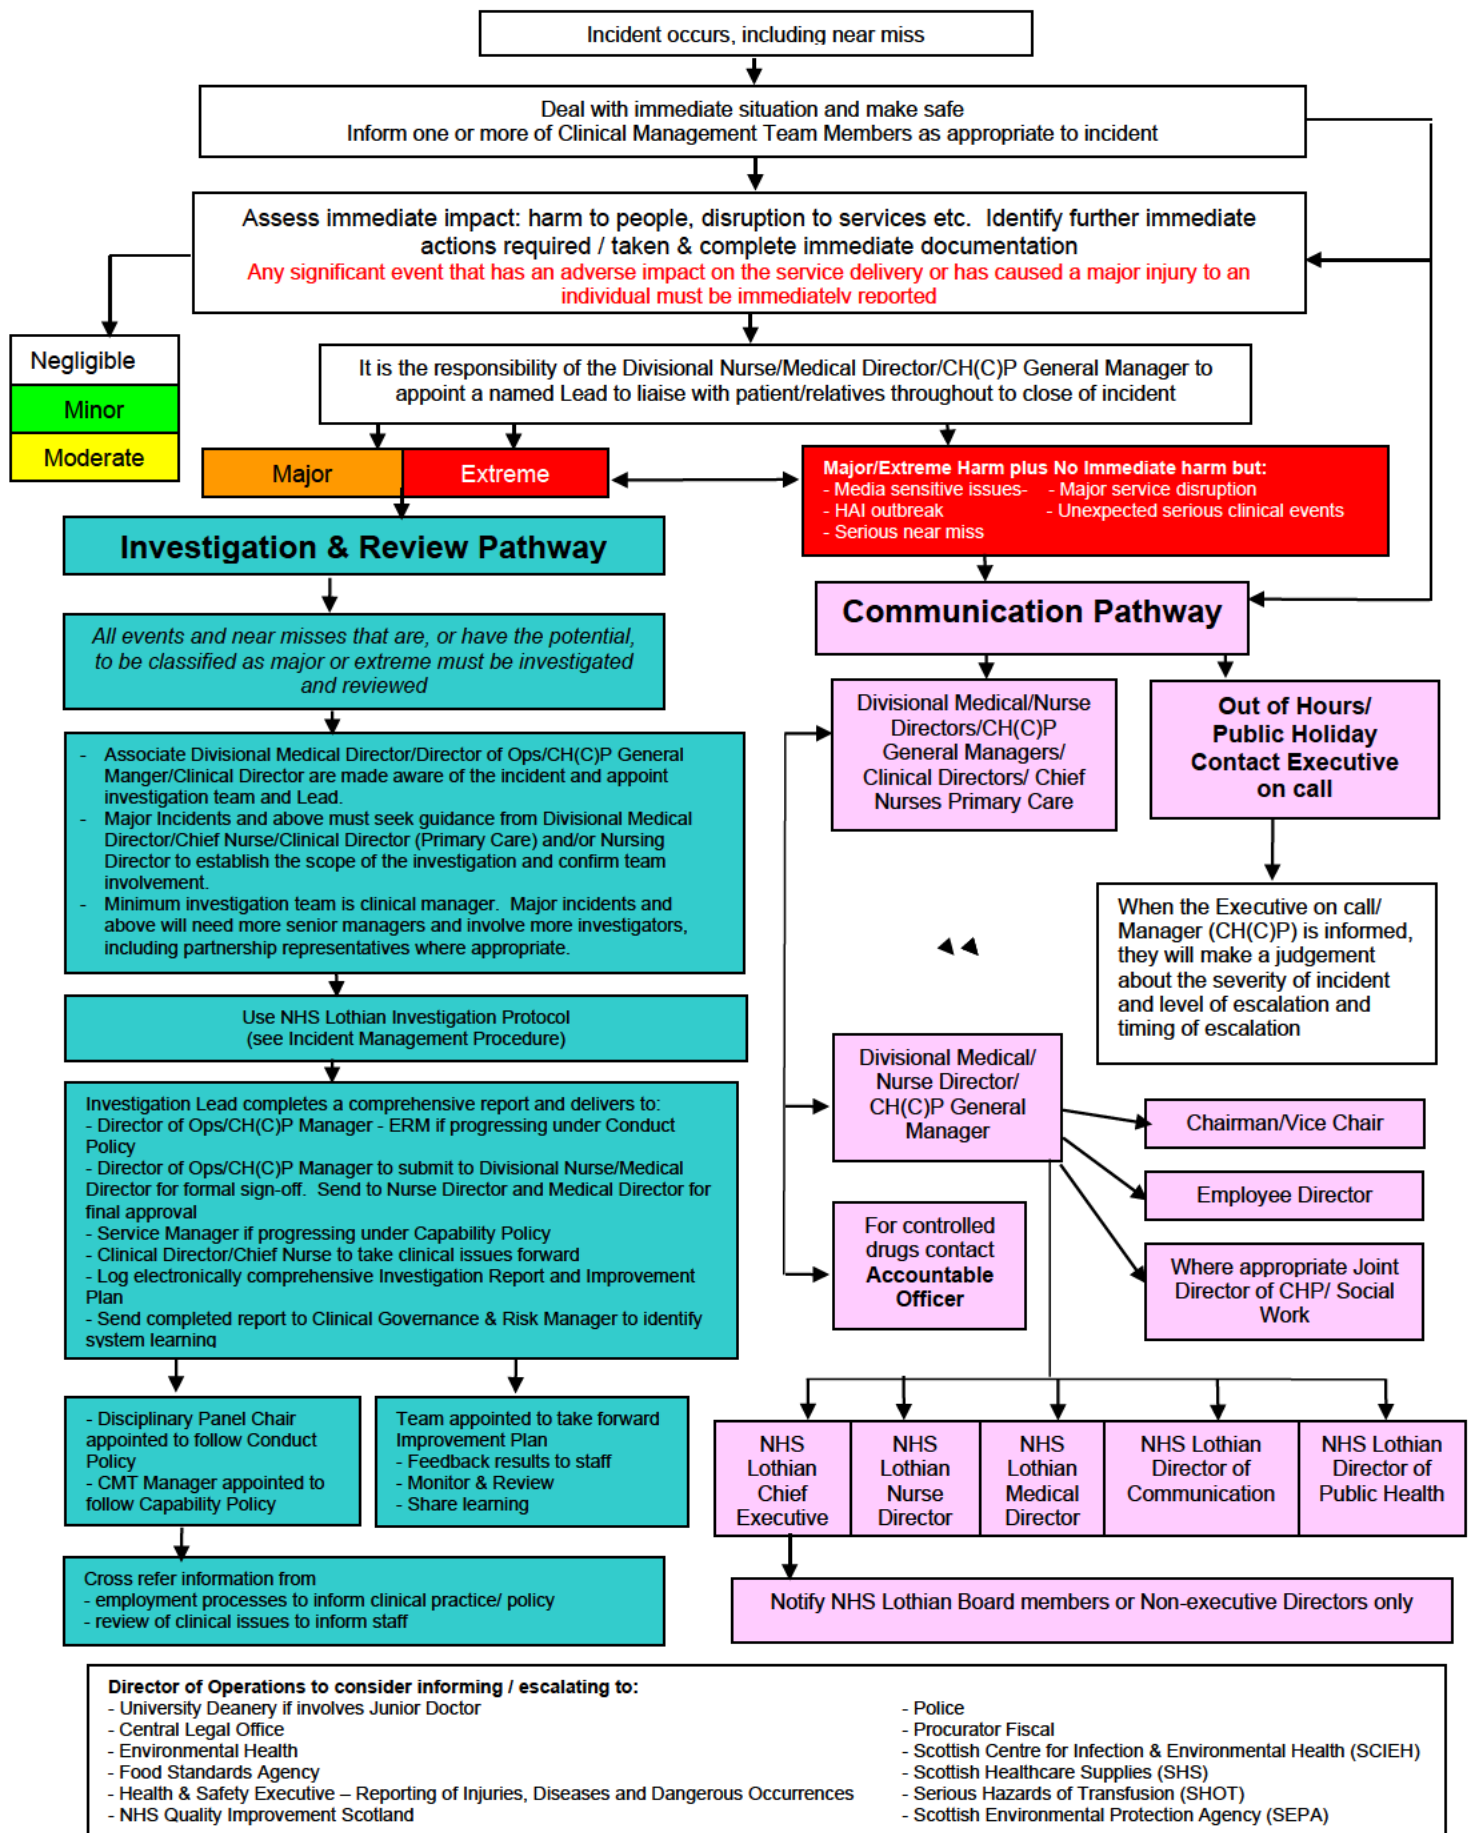 Incident occurs, including near miss
Deal with immediate situation and make safe
Inform one or more of Clinical Management Team Members as appropriate to incident
Assess immediate impact: harm to people, disruption to services etc.  Identify further immediate
actions required / taken & complete immediate documentation
Any significant event that has an adverse impact on the service delivery or has caused a major injury to an
individual must be immediately reported
Negligible
Minor
Moderate
It is the responsibility of the Divisional Nurse/Medical Director/CH(C)P General Manager to
appoint a named Lead to liaise with patient/relatives throughout to close of incident
Major
Extreme
Major/Extreme Harm plus No Immediate harm but:
- Media sensitive issues-   - Major service disruption
- HAI outbreak   - Unexpected serious clinical events
- Serious near miss
Investigation & Review Pathway
All events and near misses that are, or have the potential,
to be classified as major or extreme must be investigated
and reviewed
- Associate Divisional Medical Director/Director of Ops/CH(C)P General
Manger/Clinical Director are made aware of the incident and appoint
investigation team and Lead.
- Major Incidents and above must seek guidance from Divisional Medical
Director/Chief Nurse/Clinical Director (Primary Care) and/or Nursing
Director to establish the scope of the investigation and confirm team
involvement.
- Minimum investigation team is clinical manager.  Major incidents and
above will need more senior managers and involve more investigators,
including partnership representatives where appropriate.
Use NHS Lothian Investigation Protocol
(see Incident Management Procedure)
Investigation Lead completes a comprehensive report and delivers to:
- Director of Ops/CH(C)P Manager - ERM if progressing under Conduct
Policy
- Director of Ops/CH(C)P Manager to submit to Divisional Nurse/Medical
Director for formal sign-off.  Send to Nurse Director and Medical Director for
final approval
- Service Manager if progressing under Capability Policy
- Clinical Director/Chief Nurse to take clinical issues forward
- Log electronically comprehensive Investigation Report and Improvement
Plan
- Send completed report to Clinical Governance & Risk Manager to identify
system learning
- Disciplinary Panel Chair
appointed to follow Conduct
Policy
- CMT Manager appointed to
follow Capability Policy
Team appointed to take forward
Improvement Plan
- Feedback results to staff
- Monitor & Review
- Share learning
Cross refer information from
- employment processes to inform clinical practice/ policy
- review of clinical issues to inform staff
Communication Pathway
Divisional Medical/Nurse
Directors/CH(C)P
General Managers/
Clinical Directors/ Chief
Nurses Primary Care
Out of Hours/
Public Holiday
Contact Executive
on call
When the Executive on call/
Manager (CH(C)P) is informed,
they will make a judgement
about the severity of incident
and level of escalation and
timing of escalation
Divisional Medical/
Nurse Director/
CH(C)P General
Manager
Chairman/Vice Chair
Employee Director
Where appropriate Joint
Director of CHP/ Social
Work
For controlled
drugs contact
Accountable
Officer
NHS
Lothian
Chief
Executive
NHS
Lothian
Nurse
Director
NHS
Lothian
Medical
Director
NHS Lothian
Director of
Communication
NHS Lothian
Director of
Public Health
Notify NHS Lothian Board members or Non-executive Directors only
Director of Operations to consider informing / escalating to:
- University Deanery if involves Junior Doctor
- Central Legal Office
- Environmental Health
- Food Standards Agency
- Health & Safety Executive – Reporting of Injuries, Diseases and Dangerous Occurrences
- NHS Quality Improvement Scotland
- Police
- Procurator Fiscal
- Scottish Centre for Infection & Environmental Health (SCIEH)
- Scottish Healthcare Supplies (SHS)
- Serious Hazards of Transfusion (SHOT)
- Scottish Environmental Protection Agency (SEPA)